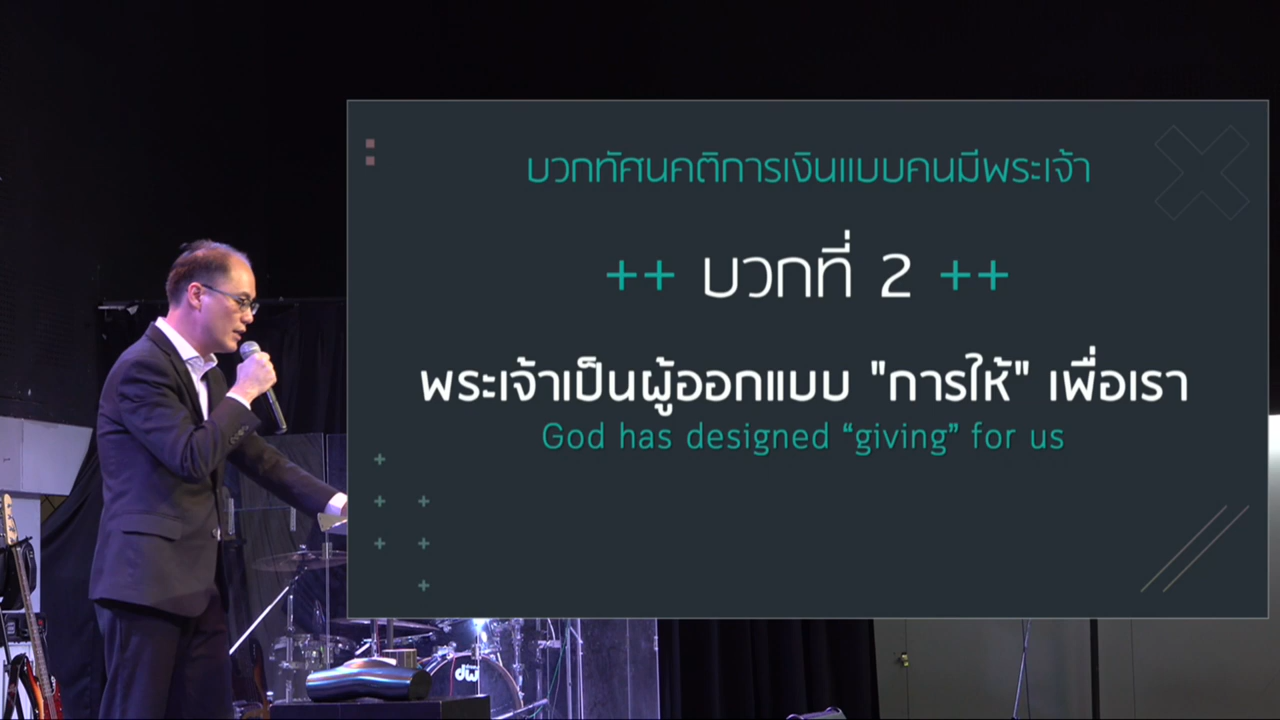 บวกทัศนคติการเงินแบบคนมีพระเจ้า
++ บวกที่ 2 ++
พระเจ้าเป็นผู้ออกแบบ "การให้" เพื่อเรา
God has designed “giving” for us
dw